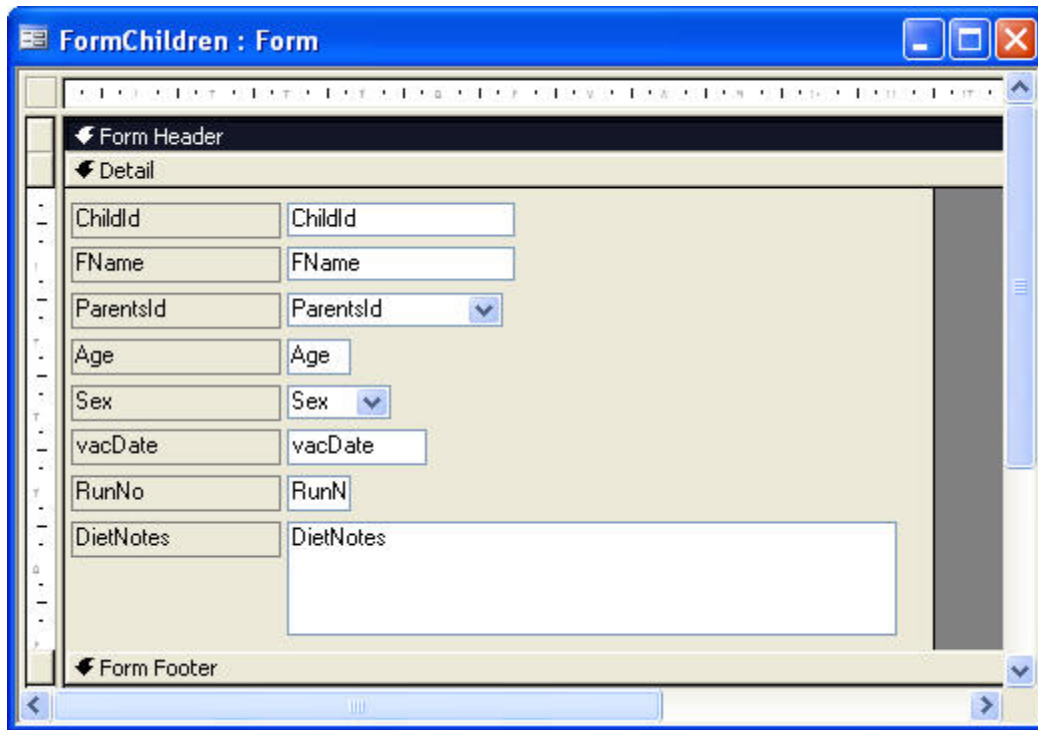 FormChildren : Form
Form Header
Detail
ChildId ChildId
FName FName
ParentsId ParentsId
Age Age
Sex Sex
vacDate vacDate
RunNo RunN
DietNotes DietNotes
Form Footer